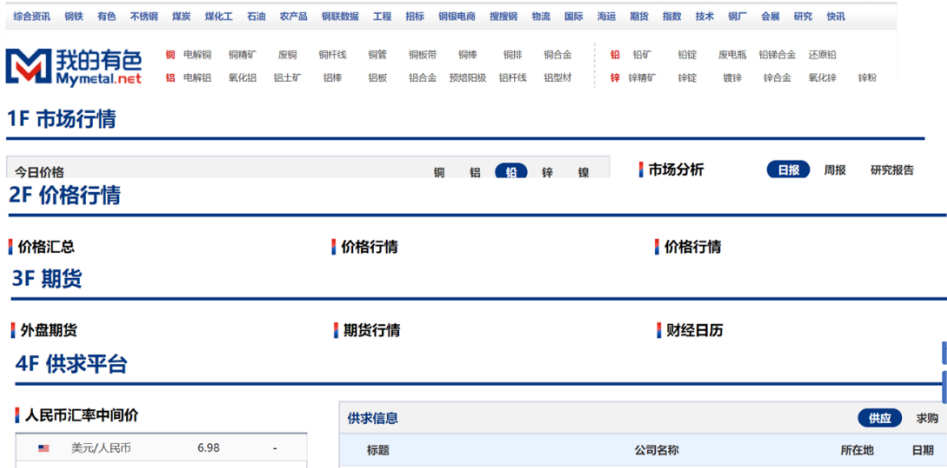 综合资讯 钢铁 有色 不锈钢 煤炭 煤化工 石油 农产品 钢联数据 工程 招标 钢银电商 搜搜钢 物流 国际 海运 期货 指数 技术 钢厂 会展 研究 快讯
我的有色
Mymetal.net
铜 电解铜 铜精矿 废铜 铜杆线 铜管 铜板带 铜棒 铜排 铜合金 铅 铅矿 铅锭 废电瓶 铅锑合金 还原铅
铝 电解铝 氧化铝 铝土矿 铝棒 铝板 铝合金 预焙阳极 铝杆线 铝型材 锌 锌精矿 锌锭 镀锌 锌合金 氧化锌 锌粉
1F 市场行情
今日价格 铜 铝 铅 锌 镍 市场分析 日报 周报 研究报告
2F 价格行情
价格汇总 价格行情 价格行情
3F 期货
外盘期货 期货行情 财经日历
4F 供求平台
人民币汇率中间价 供求信息 供应 求购
美元/人民币 6.98 - 标题 公司名称 所在地 日期